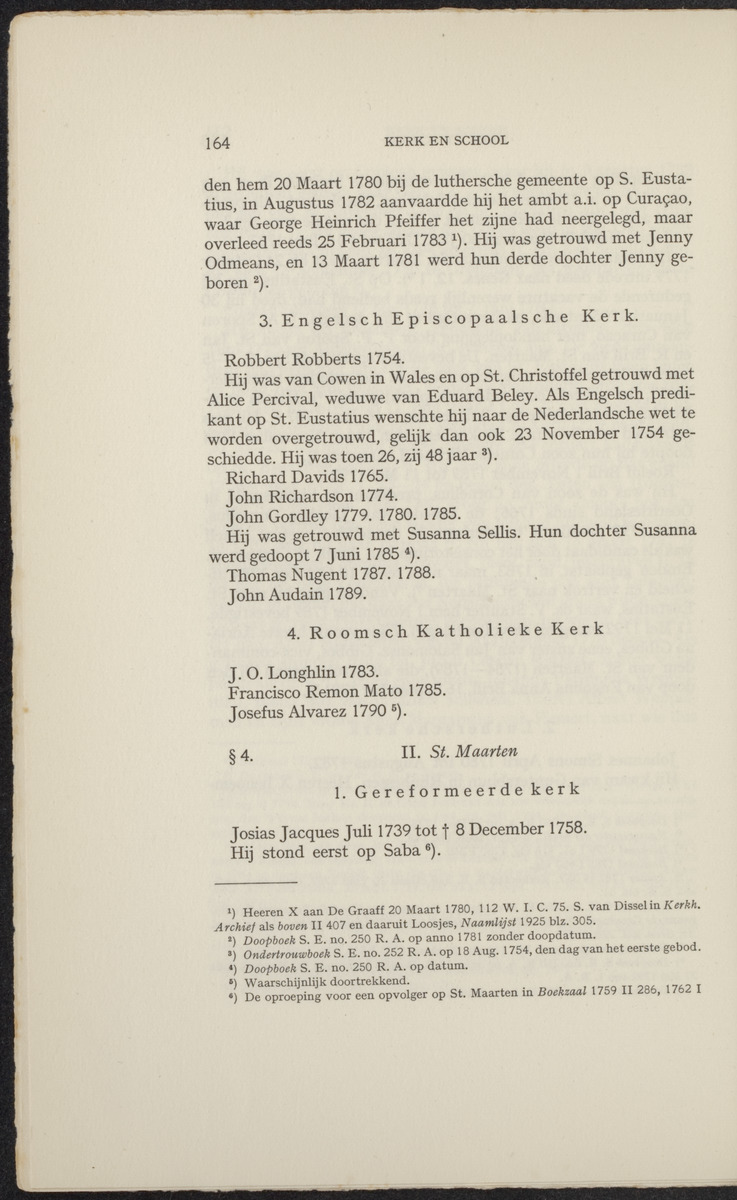 164 KERK EN SCHOOL
den hem 20 Maart 1780 bij de luthersche gemeente op S. Eusta-
tius, in Augustus 1782 aanvaardde hij het ambt a.i. op Curaçao,
waar George Heinrich Pfeiffer het zijne had neergelegd, maar
overleed reeds 25 Februari 1783 ¹). Hij was getrouwd met Jenny
Odmeans, en 13 Maart 1781 werd hun derde dochter Jenny ge-
boren ²).
3. Engelsch Episcopaalsche Kerk.
Robbert Robberts 1754.
Hij was van Cowen in Wales en op St. Christoffel getrouwd met
Alice Percival, weduwe van Eduard Beley. Als Engelsch predi-
kant op St. Eustatius wenschte hij naar de Nederlandsche wet te
worden overgetrouwd, gelijk dan ook 23 November 1754 ge-
schiedde. Hij was toen 26, zij 48 jaar ³).
Richard Davids 1765.
John Richardson 1774.
John Gordley 1779. 1780. 1785.
Hij was getrouwd met Susanna Sellis. Hun dochter Susanna
werd gedoopt 7 Juni 1785 ⁴).
Thomas Nugent 1787. 1788.
John Audain 1789.
4. Roomsch Katholieke Kerk
J. O. Longhlin 1783.
Francisco Remon Mato 1785.
Josefus Alvarez 1790 ⁵).
§ 4. II. St. Maarten
1. Gereformeerde kerk
Josias Jacques Juli 1739 tot † 8 December 1758.
Hij stond eerst op Saba ⁶).
¹) Heeren X aan De Graaff 20 Maart 1780, 112 W. I. C. 75. S. van Dissel in Kerkh.
Archief als boven II 407 en daaruit Loosjes, Naamlijst 1925 blz. 305.
²) Doopboek S. E. no. 250 R. A. op anno 1781 zonder doopdatum.
³) Ondertrouwboek S. E. no. 252 R. A. op 18 Aug. 1754, den dag van het eerste gebod.
⁴) Doopboek S. E. no. 250 R. A. op datum.
⁵) Waarschijnlijk doortrekkend.
⁶) De oproeping voor een opvolger op St. Maarten in Boekzaal 1759 II 286, 1762 I